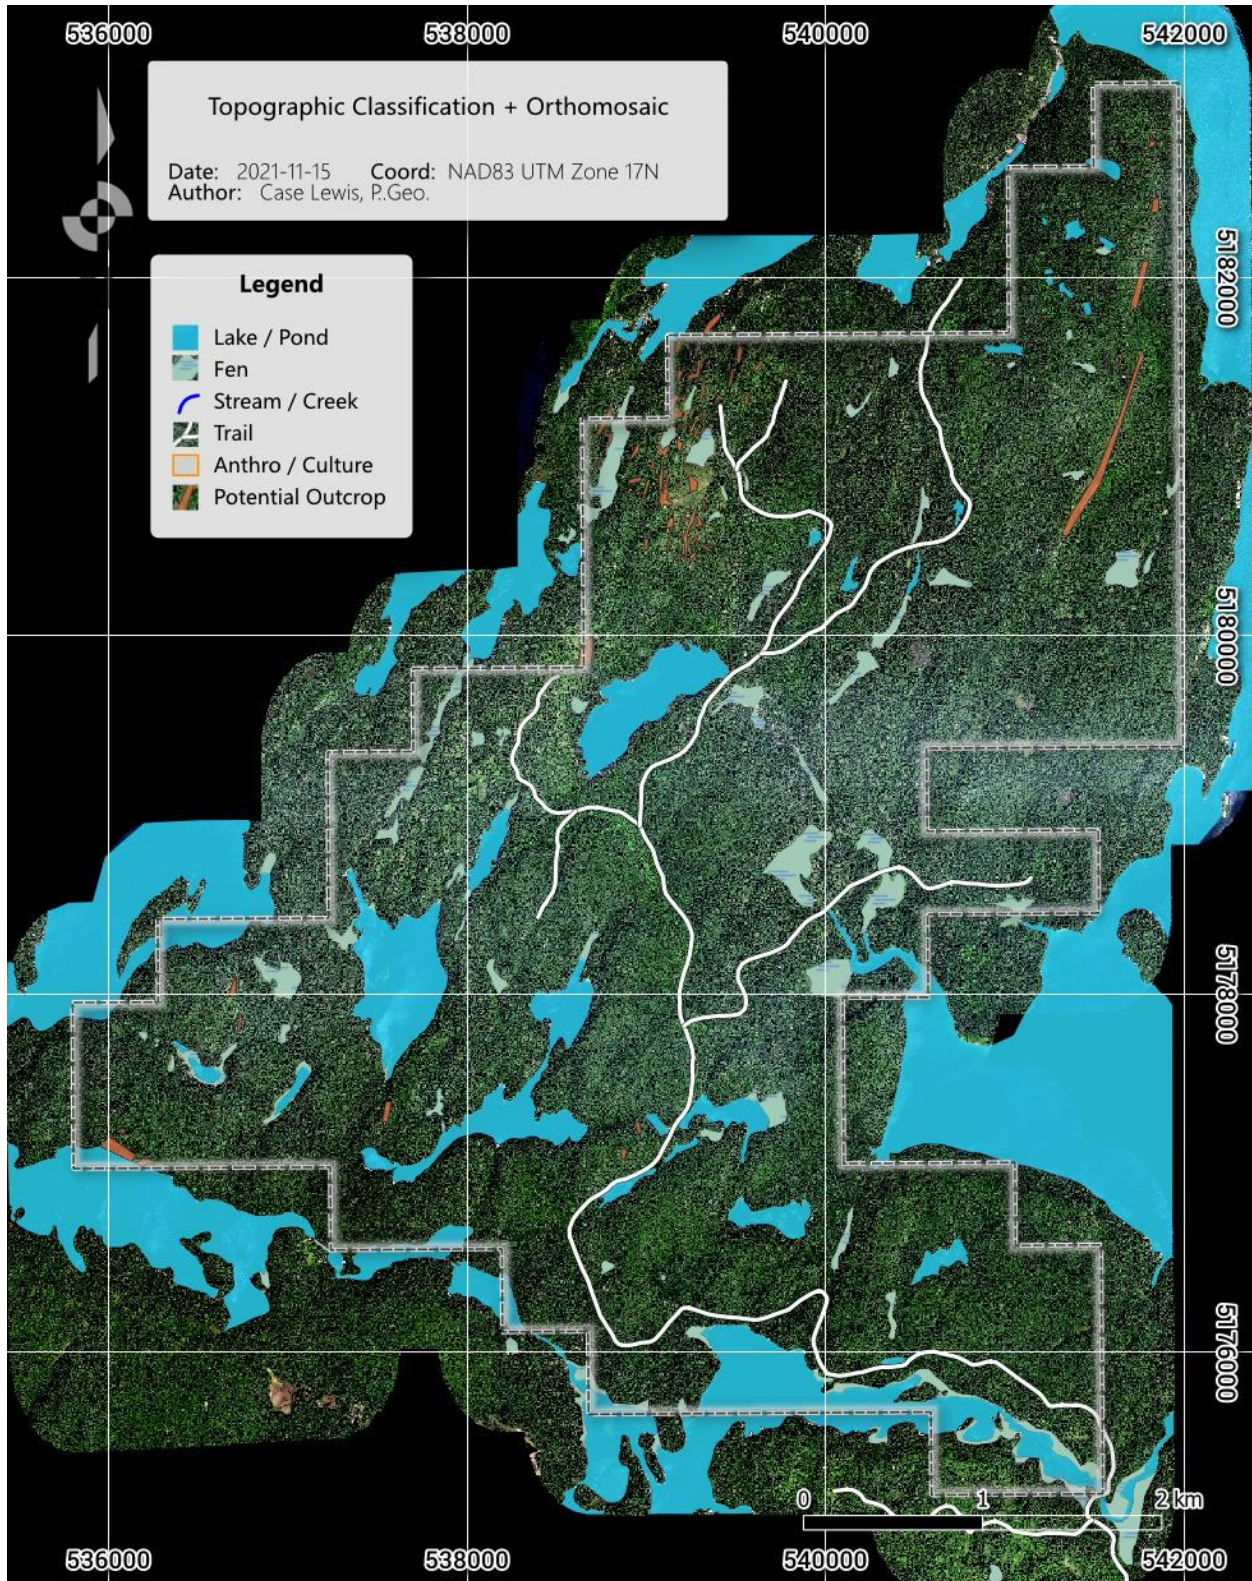 536000 538000 540000 542000
Topographic Classification + Orthomosaic
Date: 2021-11-15 Coord: NAD83 UTM Zone 17N
Author: Case Lewis, P..Geo.
Legend
Lake / Pond
Fen
Stream / Creek
Trail
Anthro / Culture
Potential Outcrop
5182000
5180000
5178000
5176000
0 1 2 km
536000 538000 540000 542000